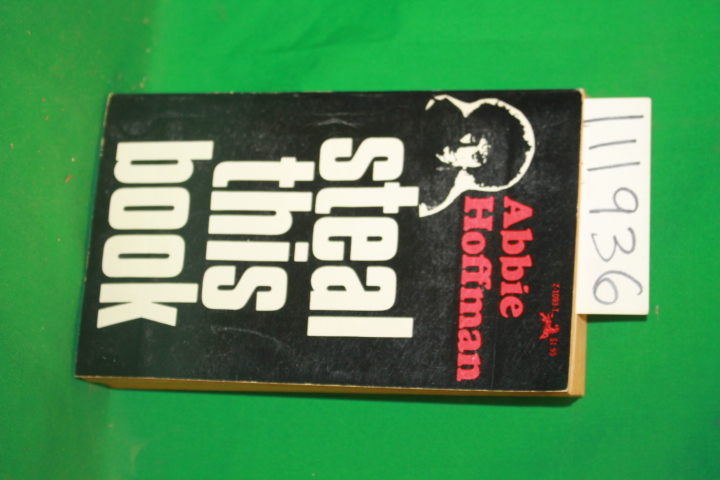 Abbie
Hoffman
steal
this
book
111936